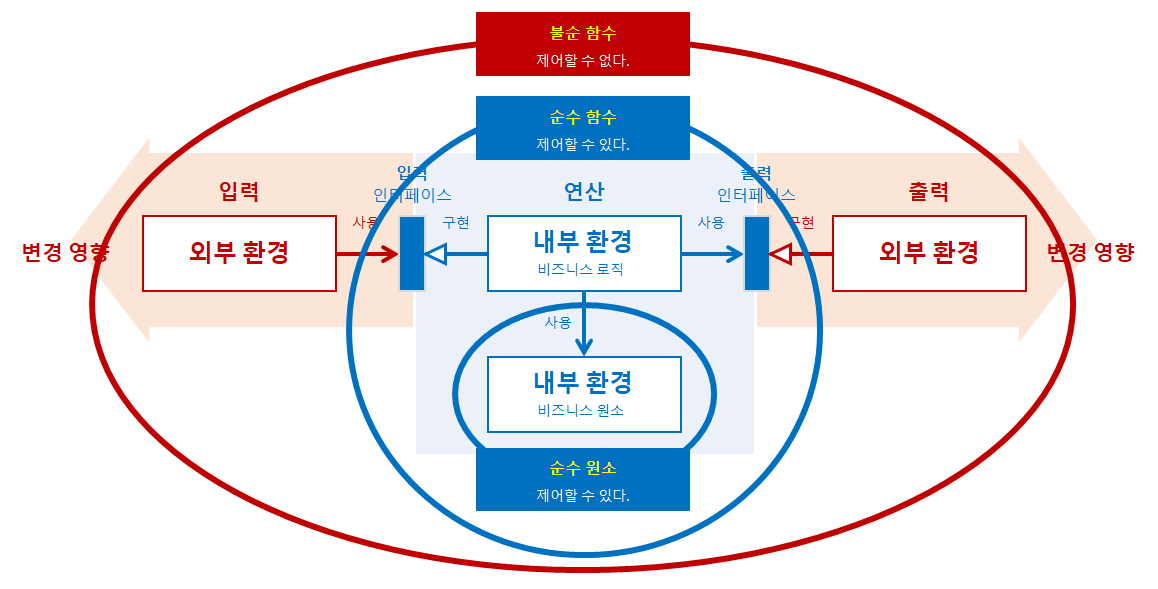 불순 함수
제어할 수 없다.
순수 함수
제어할 수 있다.
입력
입력
인터페이스
연산
출력
인터페이스
출력
변경 영향
외부 환경
사용
구현
내부 환경
비즈니스 로직
사용
구현
외부 환경
변경 영향
사용
내부 환경
비즈니스 원소
순수 원소
제어할 수 있다.